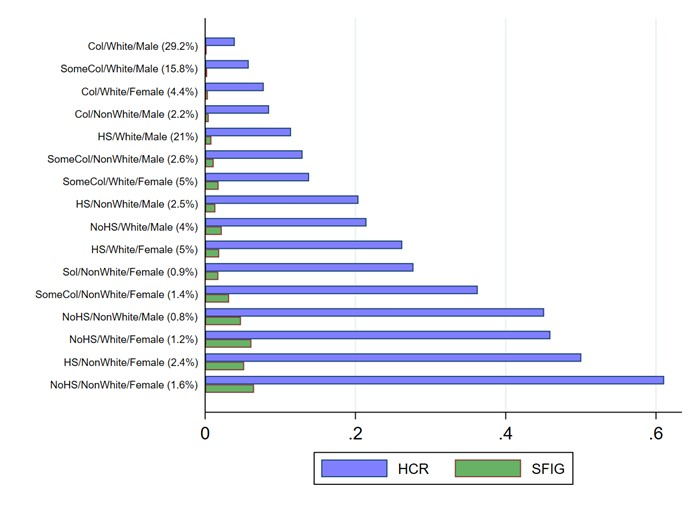 Col/White/Male (29.2%)
SomeCol/White/Male (15.8%)
Col/White/Female (4.4%)
Col/NonWhite/Male (2.2%)
HS/White/Male (21%)
SomeCol/NonWhite/Male (2.6%)
SomeCol/White/Female (5%)
HS/NonWhite/Male (2.5%)
NoHS/White/Male (4%)
HS/White/Female (5%)
Sol/NonWhite/Female (0.9%)
SomeCol/NonWhite/Female (1.4%)
NoHS/NonWhite/Male (0.8%)
NoHS/White/Female (1.2%)
HS/NonWhite/Female (2.4%)
NoHS/NonWhite/Female (1.6%)
0 .2 .4 .6
HCR SFIG